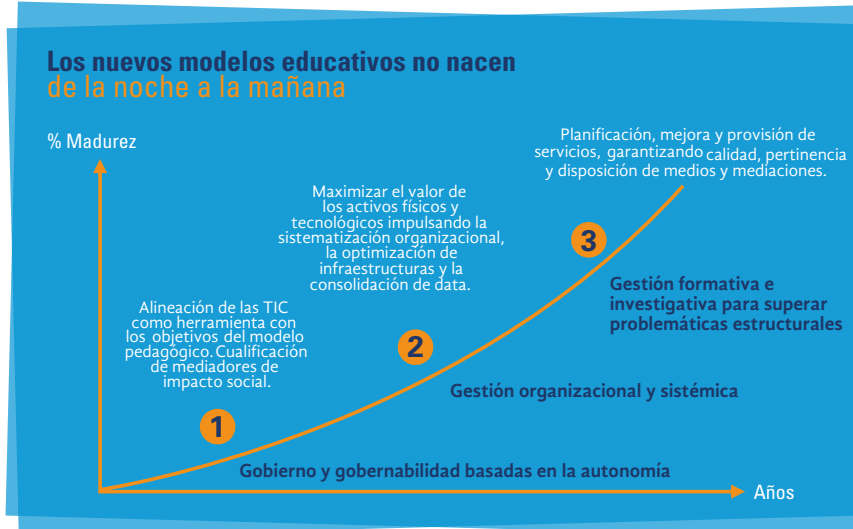 Los nuevos modelos educativos no nacen
de la noche a la mañana
% Madurez
Planificación, mejora y provisión de
servicios, garantizando calidad, pertinencia
y disposición de medios y mediaciones.
Maximizar el valor de
los activos físicos y
tecnológicos impulsando la
sistematización organizacional,
la optimización de
infraestructuras y la
consolidación de data.
3
Gestión formativa e
investigativa para superar
problemáticas estructurales
Alineación de las TIC
como herramienta con
los objetivos del modelo
pedagógico. Cualificación
de mediadores de
impacto social.
2
Gestión organizacional y sistémica
1
Gobierno y gobernabilidad basadas en la autonomía
Años